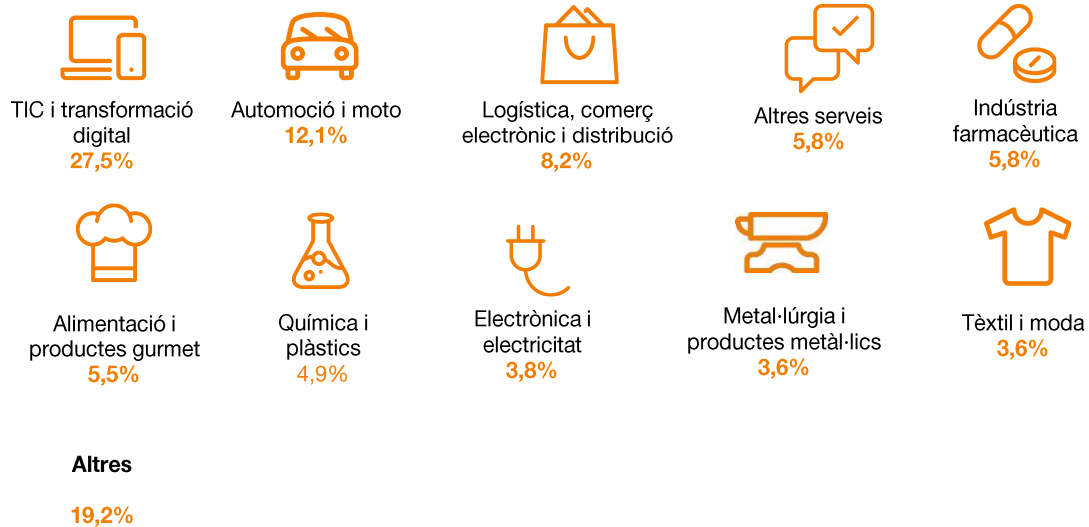 TIC i transformació
digital
27,5%
Automoció i moto
12,1%
Logística, comerç
electrònic i distribució
8,2%
Altres serveis
5,8%
Indústria
farmacèutica
5,8%
Alimentació i
productes gurmet
5,5%
Química i
plàstics
4,9%
Electrònica i
electricitat
3,8%
Metal·lúrgia i
productes metàl·lics
3,6%
Tèxtil i moda
3,6%
Altres
19,2%